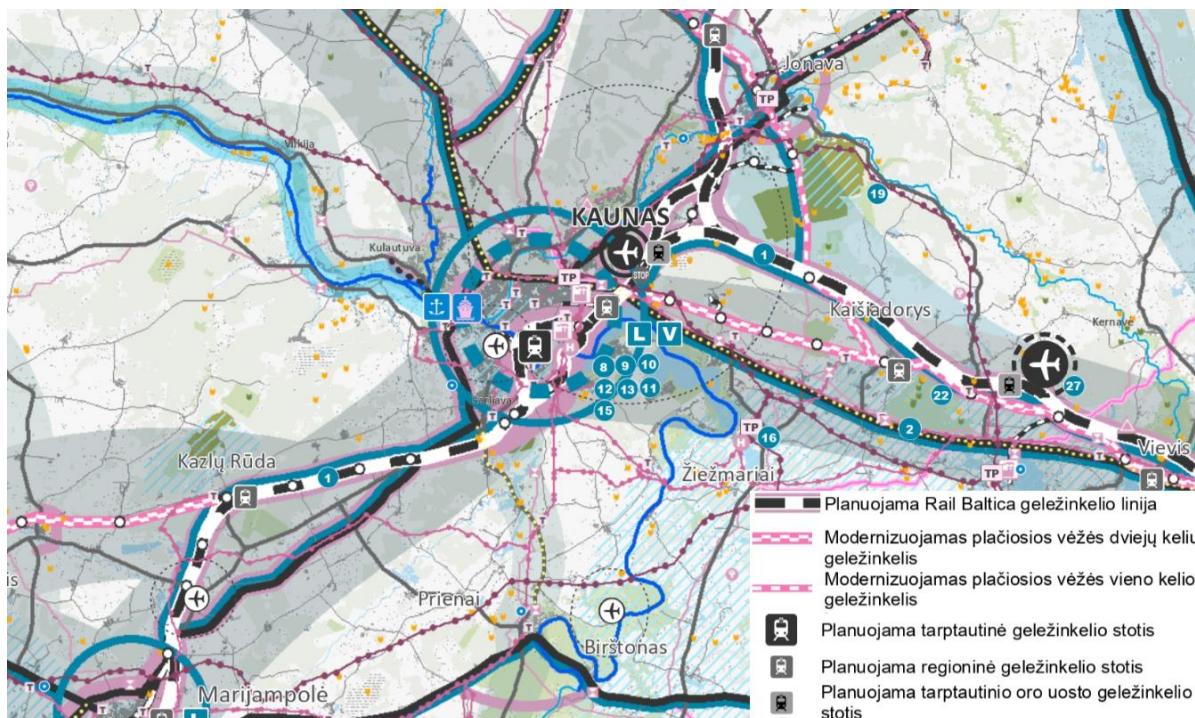 Jonava
TP
Vilkija
19
KAUNAS
Kulautuva
STOP
1
TP
Kaišiadorys
Kernavė
L V
8 9 10
27
12 13 11
22
15
TP
16
2
Vievis
Kazlų Rūda
Žiežmariai
TP
1
Planuojama Rail Baltica geležinkelio linija
Modernizuojamas plačiosios vėžės dviejų kelių
geležinkelis
Modernizuojamas plačiosios vėžės vieno kelio
geležinkelis
is
Prienai
Birštonas
Planuojama tarptautinė geležinkelio stotis
Planuojama regioninė geležinkelio stotis
Marijampolė
Planuojama tarptautinio oro uosto geležinkelio
stotis
L